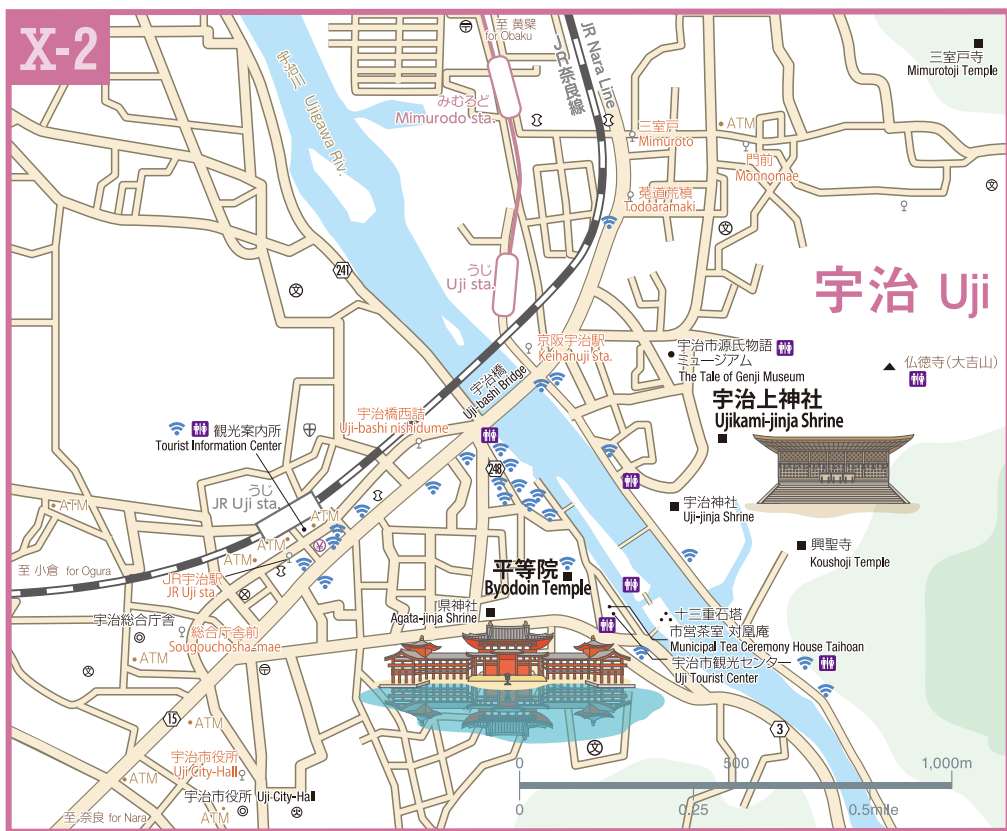 X-2
至 黄檗
for Obaku
JR奈良線
JR Nara Line
三室戸寺
Mimurotoji Temple
宇治川 Ujigawa Riv.
みむろど
Mimurodo sta.
三室戸
Mimuroto
ATM
門前
Monnomae
莵道荒槇
Todoaramaki
241
うじ
Uji sta.
宇治 Uji
京阪宇治駅
Keihanuji sta.
宇治市源氏物語
ミュージアム
The Tale of Genji Museum
仏徳寺(大吉山)
宇治橋
Uji-bashi Bridge
宇治上神社
Ujikami-jinja Shrine
宇治橋西詰
Uji-bashi nishidume
観光案内所
Tourist Information Center
248
うじ
JR Uji sta.
ATM
ATM
ATM
ATM
宇治神社
Uji-jinja Shrine
興聖寺
Koushoji Temple
至 小倉 for Ogura
JR宇治駅
JR Uji sta.
平等院
Byodoin Temple
県神社
Agata-jinja Shrine
宇治総合庁舎
総合庁舎前
Sougouchosha-mae
ATM
十三重石塔
市営茶室 対鳳庵
Municipal Tea Ceremony House Taihoan
宇治市観光センター
Uji Tourist Center
15
ATM
3
宇治市役所
Uji City-Hall
ATM
宇治市役所 Uji-City-Hall
ATM
至 奈良 for Nara
文
文
文
文
文
0 500 1,000m
0 0.25 0.5mile